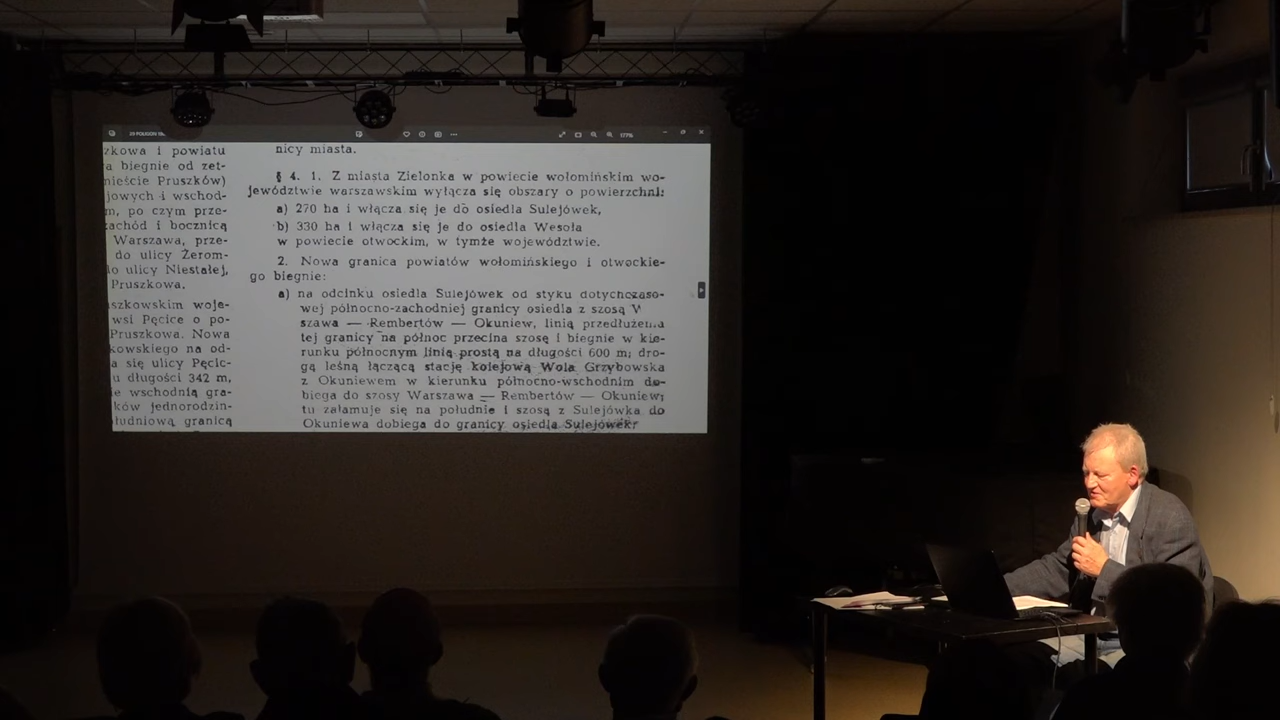 177%
zkowa i powiatu
a biegnie od zet-
nieście Pruszków)
jowych i wschod-
m, po czym prze-
zachód i bocznicą
Warszawa, prze-
do ulicy Żerom-
do ulicy Niestałej,
Pruszkowa.
uszkowskim woje-
wsi Pęcice o po-
Pruszkowa. Nowa
kowskiego na od-
a się ulicy Pęcic-
u długości 342 m,
e wschodnią gra-
ków jednorodzin-
łudniową granicą
nicy miasta.
§ 4. 1. Z miasta Zielonka w powiecie wołomińskim wo-
jewództwie warszawskim wyłącza się obszary o powierzchni:
a) 270 ha i włącza się je do osiedla Sulejówek,
b) 330 ha i włącza się je do osiedla Wesoła
w powiecie otwockim, w tymże województwie.
2. Nowa granica powiatów wołomińskiego i otwockie-
go biegnie:
a) na odcinku osiedla Sulejówek od styku dotychczaso-
wej północno-zachodniej granicy osiedla z szosą W
szawa — Rembertów — Okuniew, linią przedłużenia
tej granicy na północ przecina szosę i biegnie w kie-
runku północnym linią prostą na długości 600 m; dro-
gą leśną łączącą stację kolejową Wola Grzybowska
z Okuniewem w kierunku północno-wschodnim do-
biega do szosy Warszawa — Rembertów — Okuniew;
tu załamuje się na południe i szosą z Sulejówka do
Okuniewa dobiega do granicy osiedla Sulejówek;